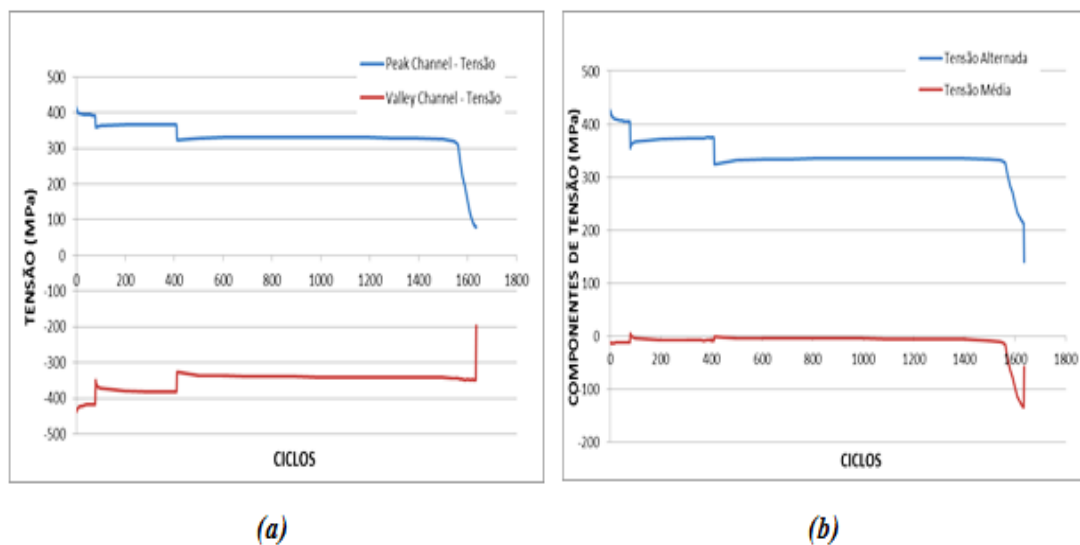 Peak Channel - Tensão
Valley Channel - Tensão
TENSÃO (MPa)
500
400
300
200
100
0
-100
-200
-300
-400
-500
0 200 400 600 800 1000 1200 1400 1600 1800
CICLOS
(a)
Tensão Alternada
Tensão Média
COMPONENTES DE TENSÃO (MPa)
500
400
300
200
100
0
-100
-200
0 200 400 600 800 1000 1200 1400 1600 1800
CICLOS
(b)